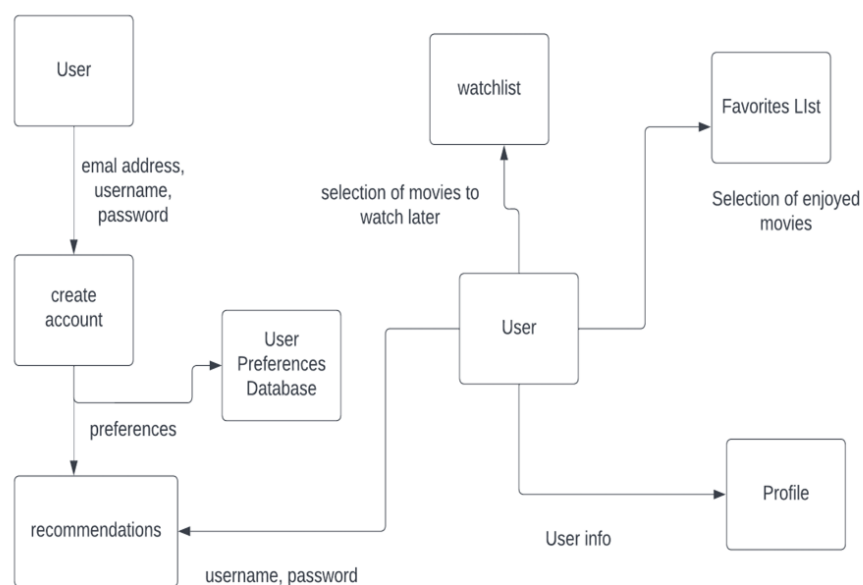 User
emal address,
username,
password
create
account
User
Preferences
Database
preferences
recommendations
username, password
watchlist
selection of movies to
watch later
User
Favorites LIst
Selection of enjoyed
movies
Profile
User info